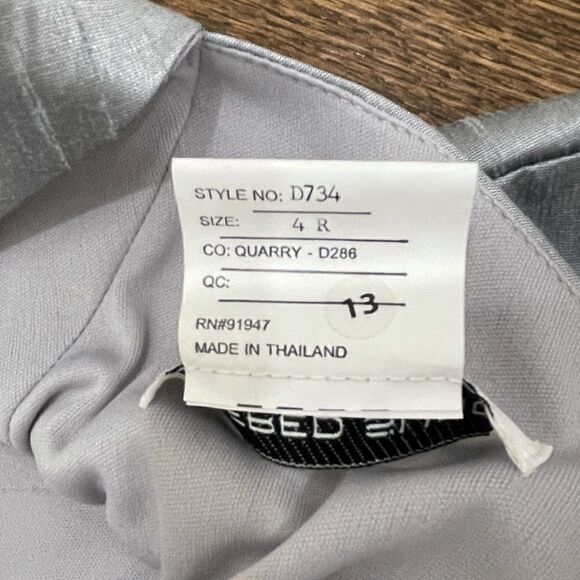 STYLE NO: D734
SIZE: 4 R
CO: QUARRY - D286
QC: 13
RN#91947
MADE IN THAILAND